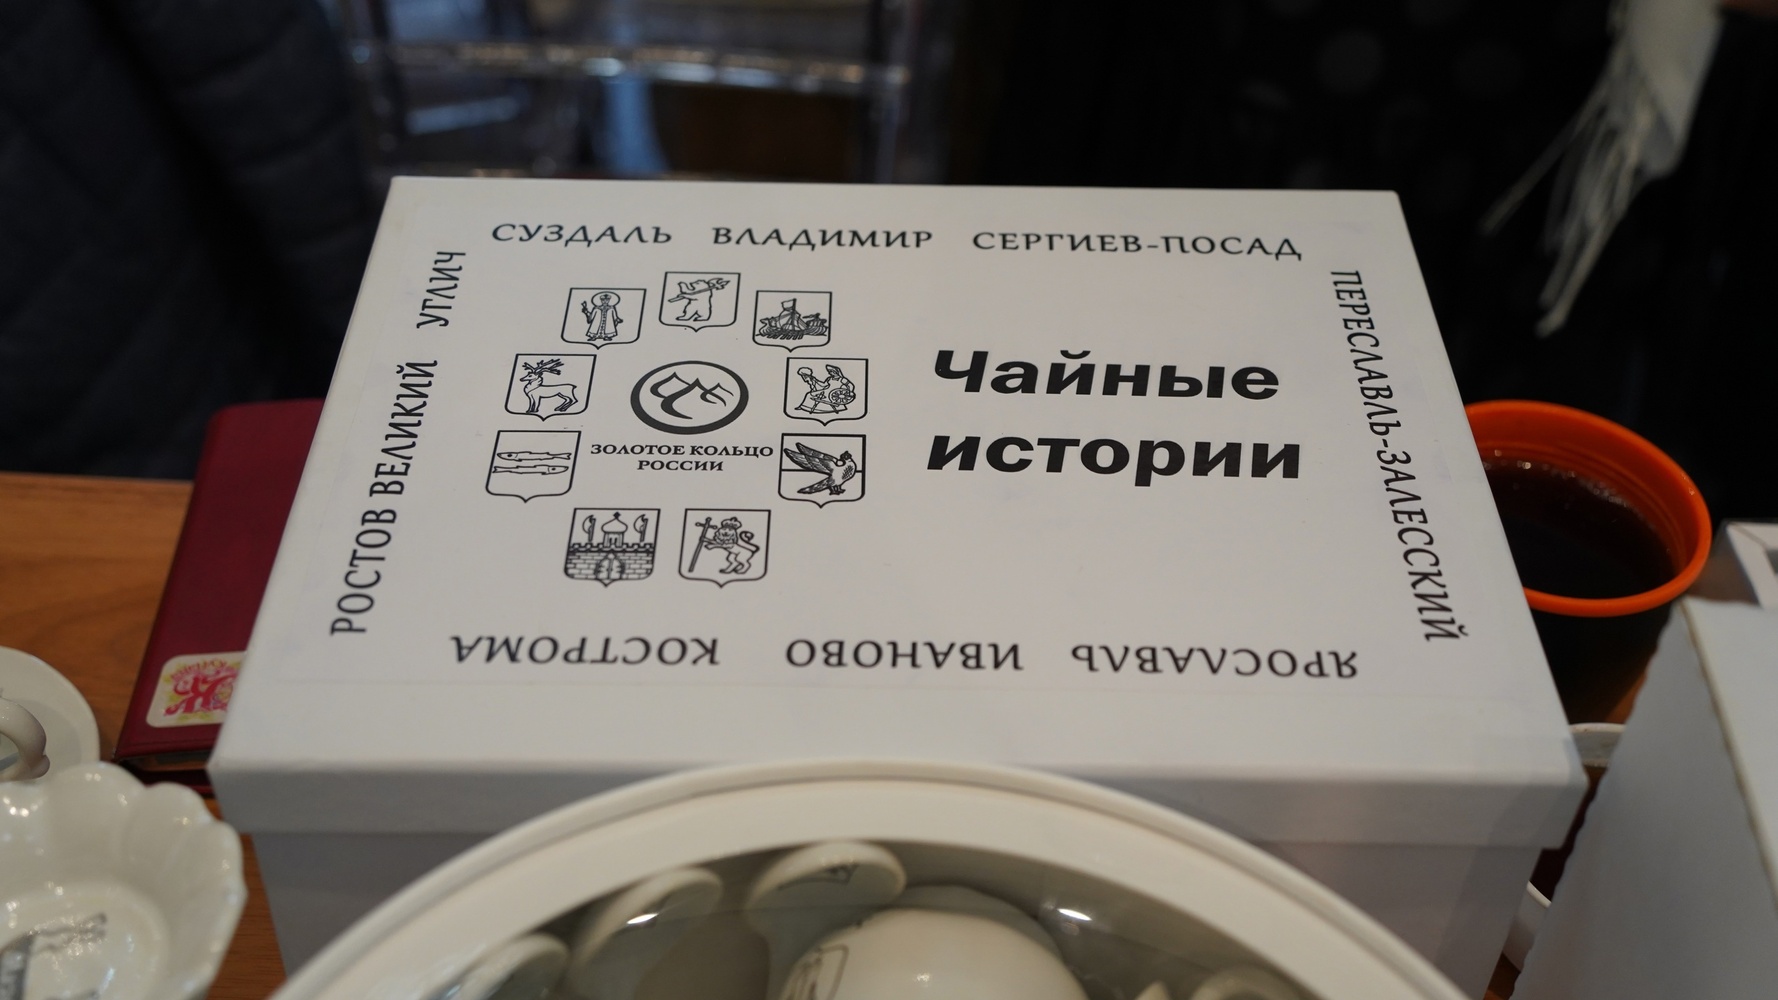 СУЗДАЛЬ ВЛАДИМИР СЕРГИЕВ-ПОСАД
ПЕРЕСЛАВЛЬ-ЗАЛЕССКИЙ
ЯРОСЛАВЛЬ ИВАНОВО КОСТРОМА
РОСТОВ ВЕЛИКИЙ УГЛИЧ
ЗОЛОТОЕ КОЛЬЦО
РОССИИ
Чайные
истории